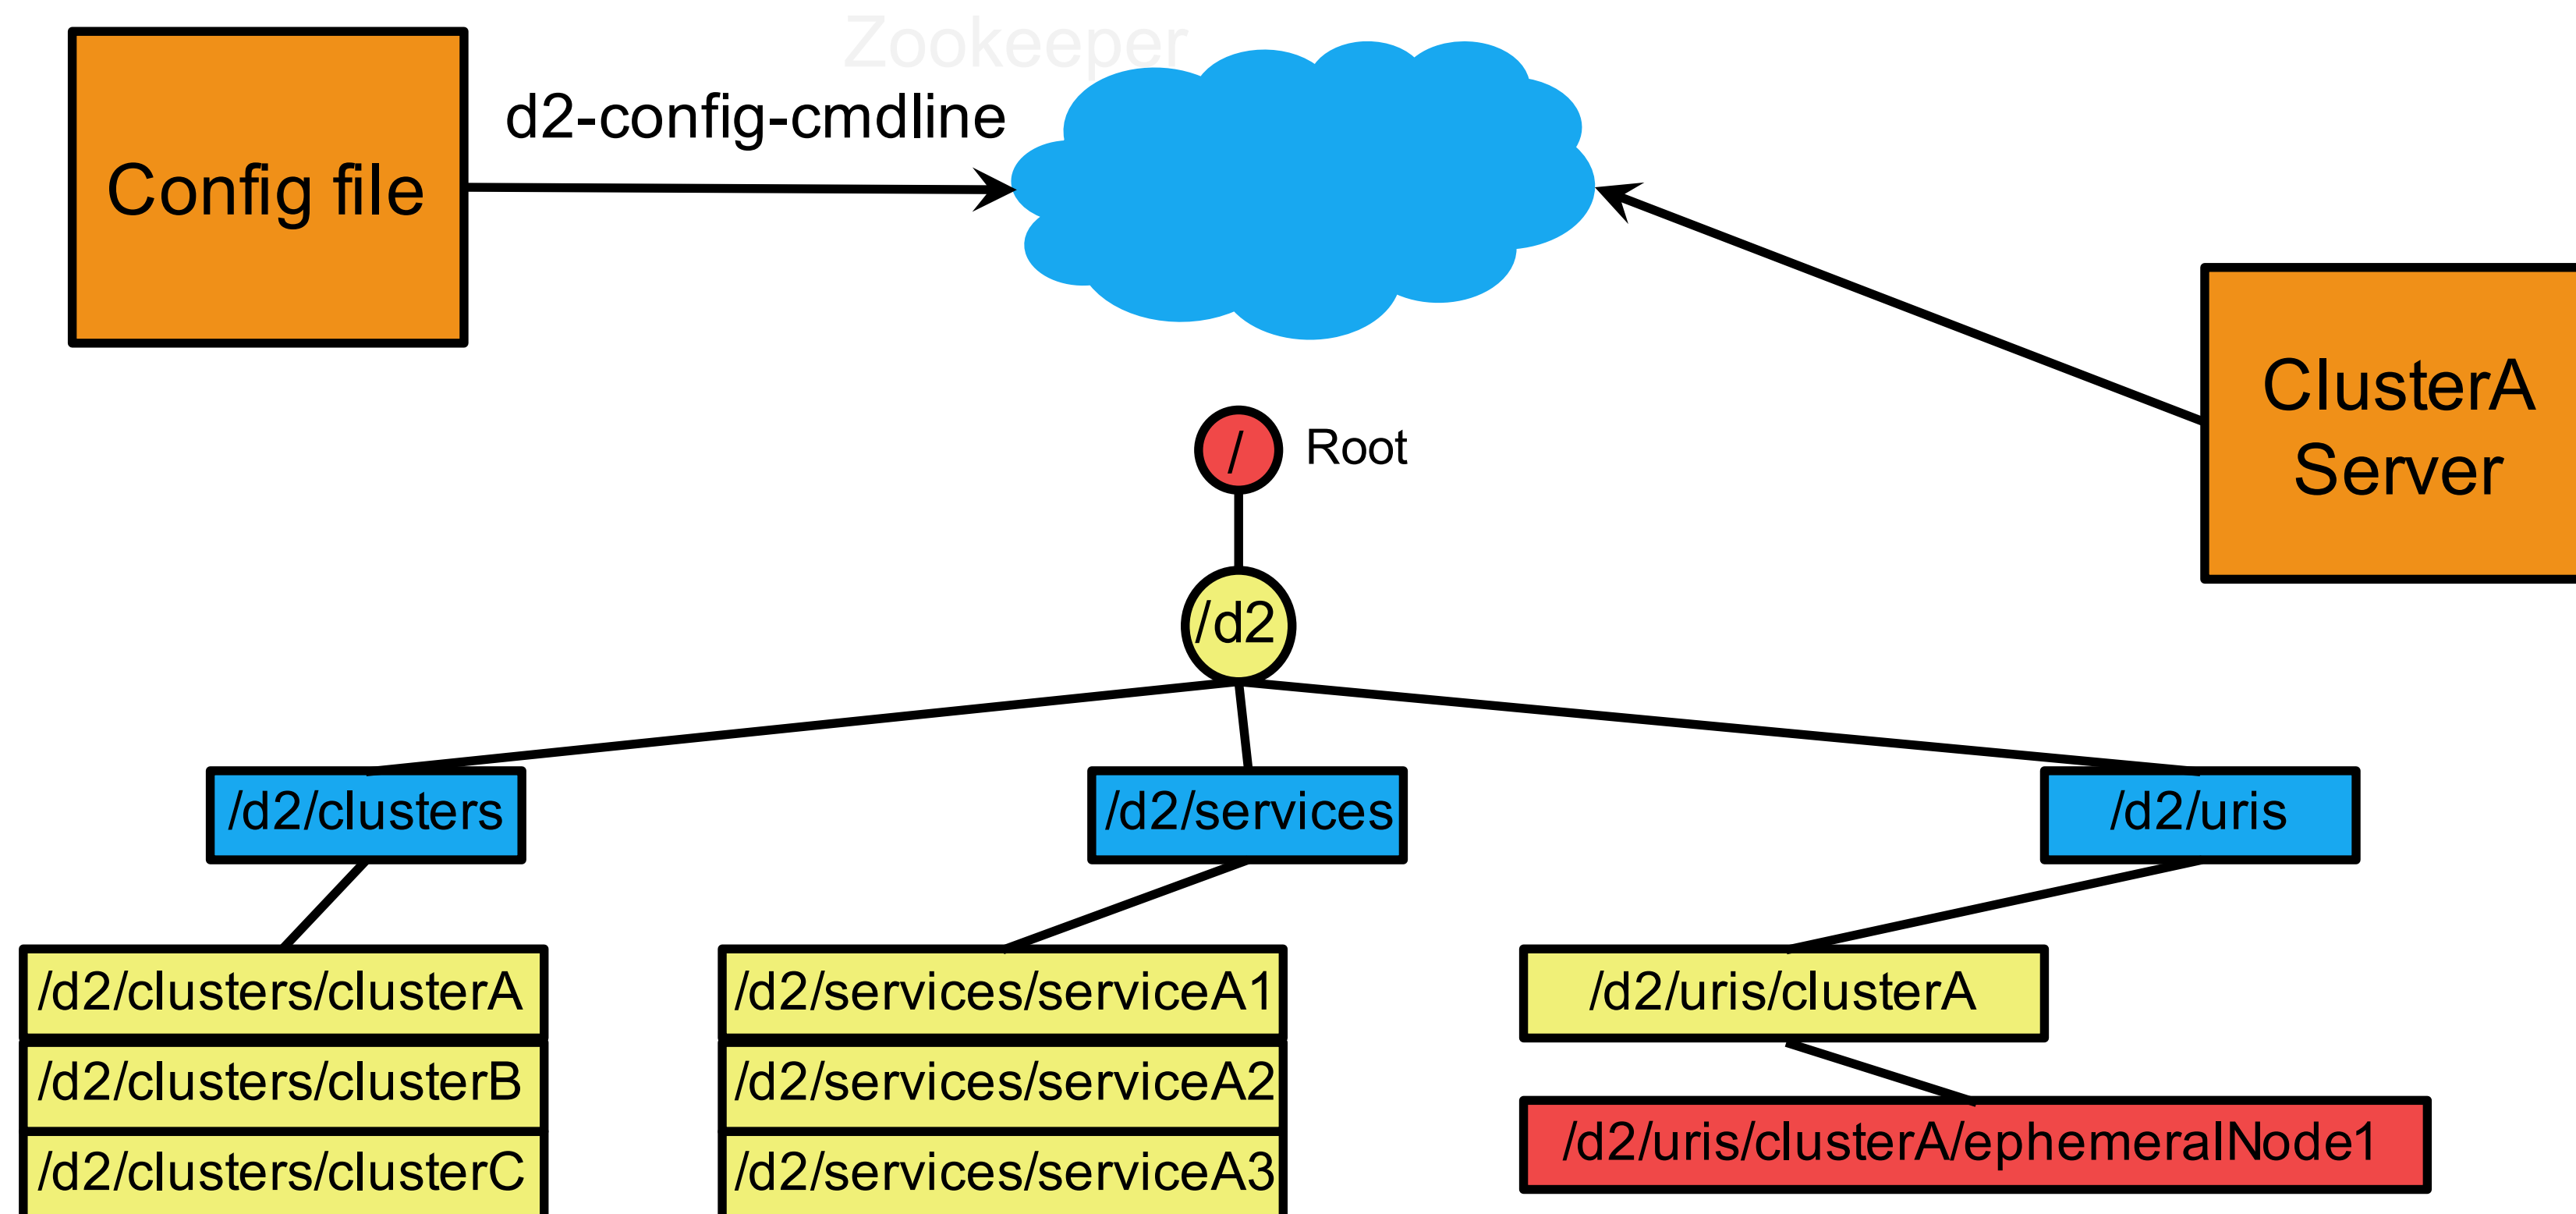 Zookeeper
d2-config-cmdline
Config file
ClusterA
Server
/
Root
/d2
/d2/clusters
/d2/services
/d2/uris
/d2/clusters/clusterA
/d2/services/serviceA1
/d2/uris/clusterA
/d2/clusters/clusterB
/d2/services/serviceA2
/d2/uris/clusterA/ephemeralNode1
/d2/clusters/clusterC
/d2/services/serviceA3